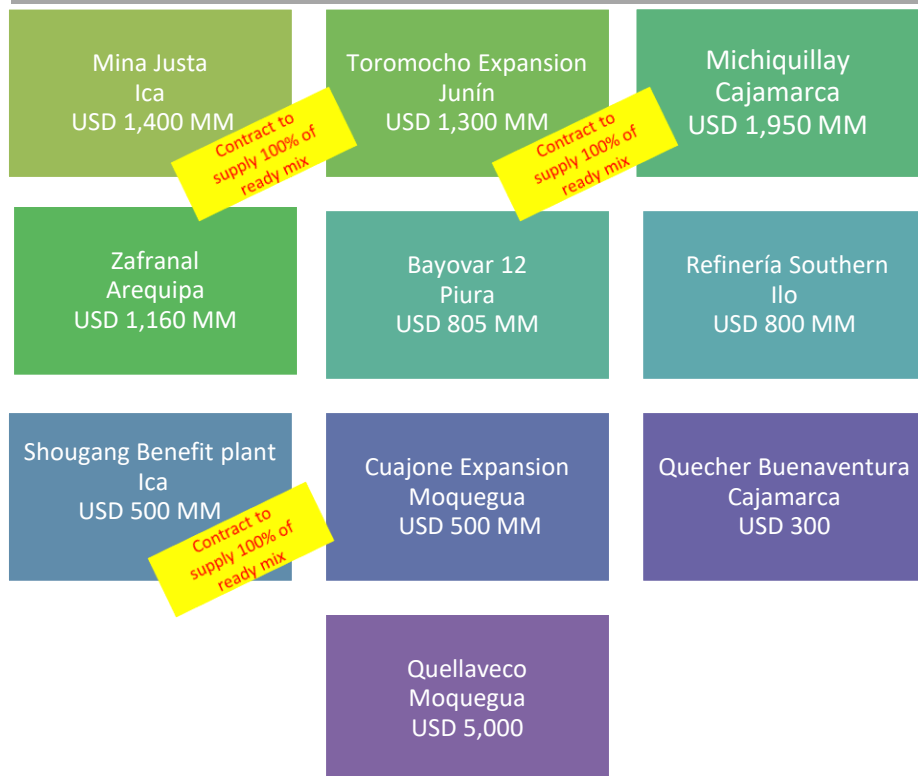 Mina Justa
Ica
USD 1,400 MM
Contract to
supply 100% of
ready mix
Toromocho Expansion
Junín
USD 1,300 MM
Contract to
supply 100% of
ready mix
Michiquillay
Cajamarca
USD 1,950 MM
Zafranal
Arequipa
USD 1,160 MM
Bayovar 12
Piura
USD 805 MM
Refinería Southern
Ilo
USD 800 MM
Shougang Benefit plant
Ica
USD 500 MM
Contract to
supply 100% of
ready mix
Cuajone Expansion
Moquegua
USD 500 MM
Quecher Buenaventura
Cajamarca
USD 300
Quellaveco
Moquegua
USD 5,000